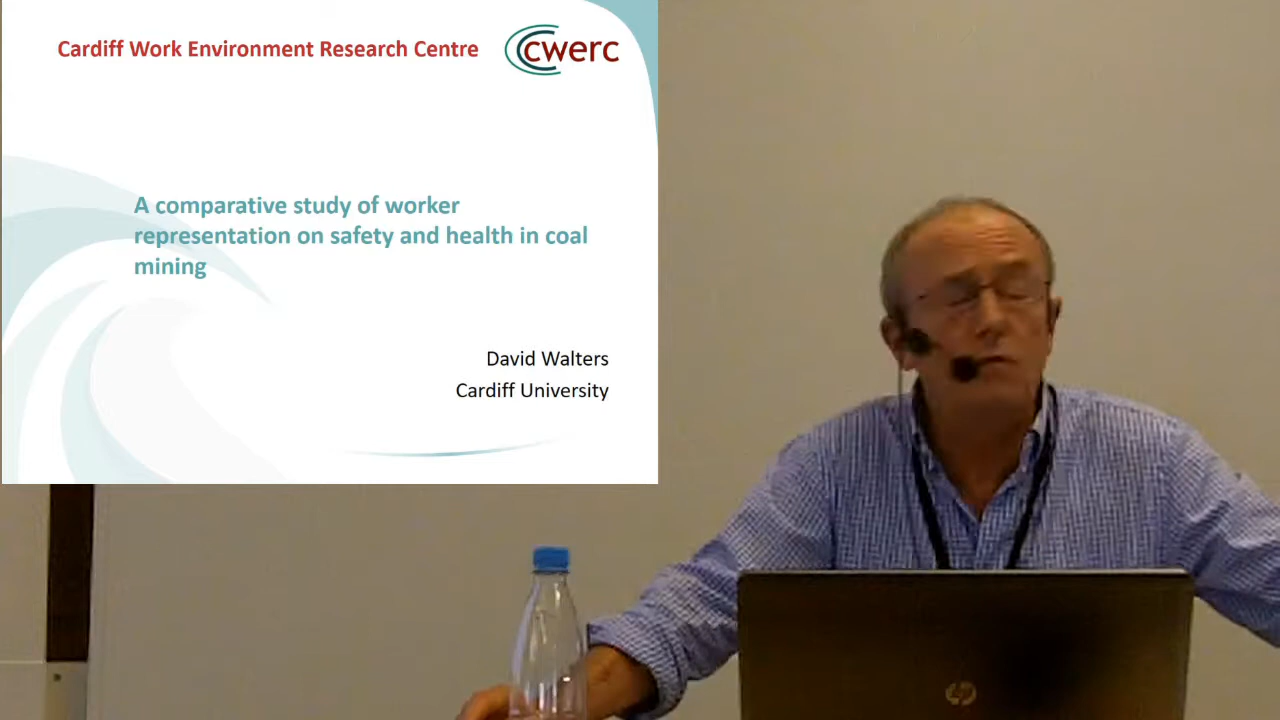 Cardiff Work Environment Research Centre
cwerc
A comparative study of worker
representation on safety and health in coal
mining
David Walters
Cardiff University
hp